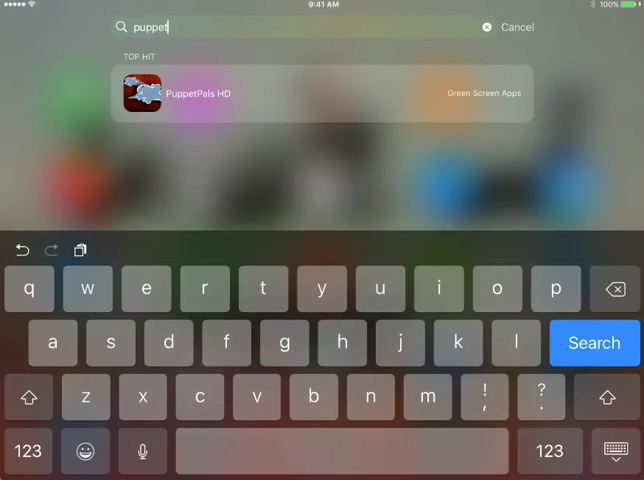 9:41 AM
100%
puppet
Cancel
TOP HIT
PuppetPals HD
Green Screen Apps
q w e r t y u i o p
a s d f g h j k l Search
z x c v b n m ! , ? .
123 123